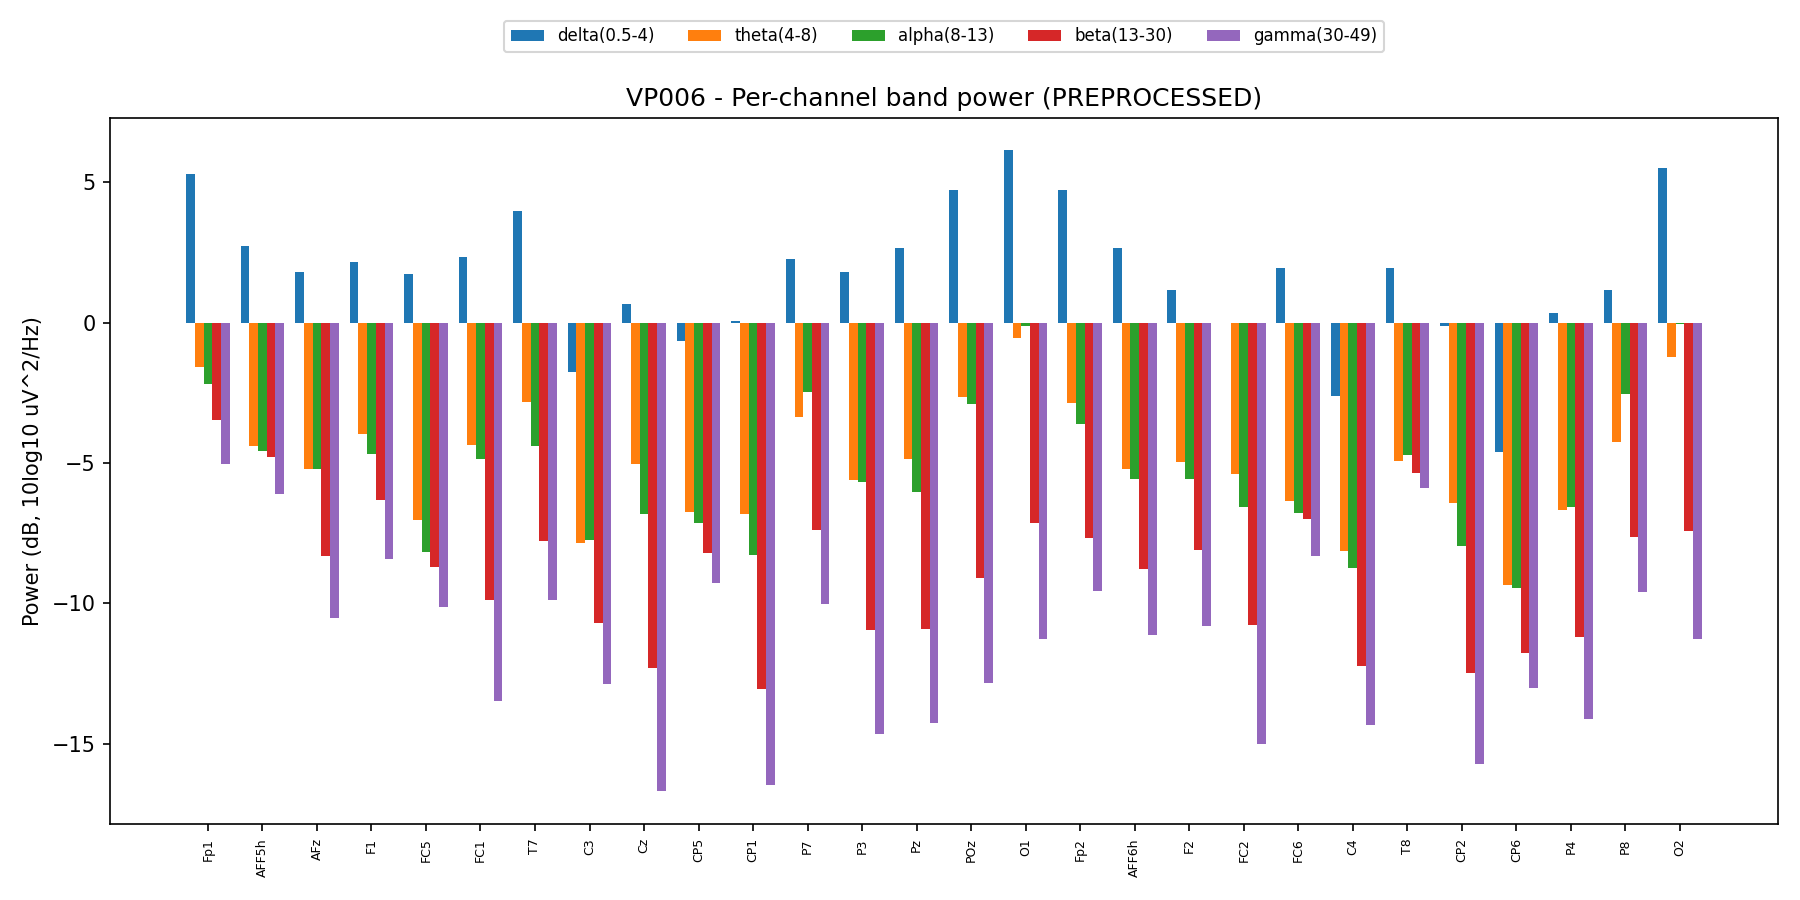 delta(0.5-4) theta(4-8) alpha(8-13) beta(13-30) gamma(30-49)
VP006 - Per-channel band power (PREPROCESSED)
Power (dB, 10log10 uV^2/Hz)
5
0
−5
−10
−15
Fp1 AFF5h AFz F1 FC5 FC1 T7 C3 Cz CP5 CP1 P7 P3 Pz POz O1 Fp2 AFF6h F2 FC2 FC6 C4 T8 CP2 CP6 P4 P8 O2